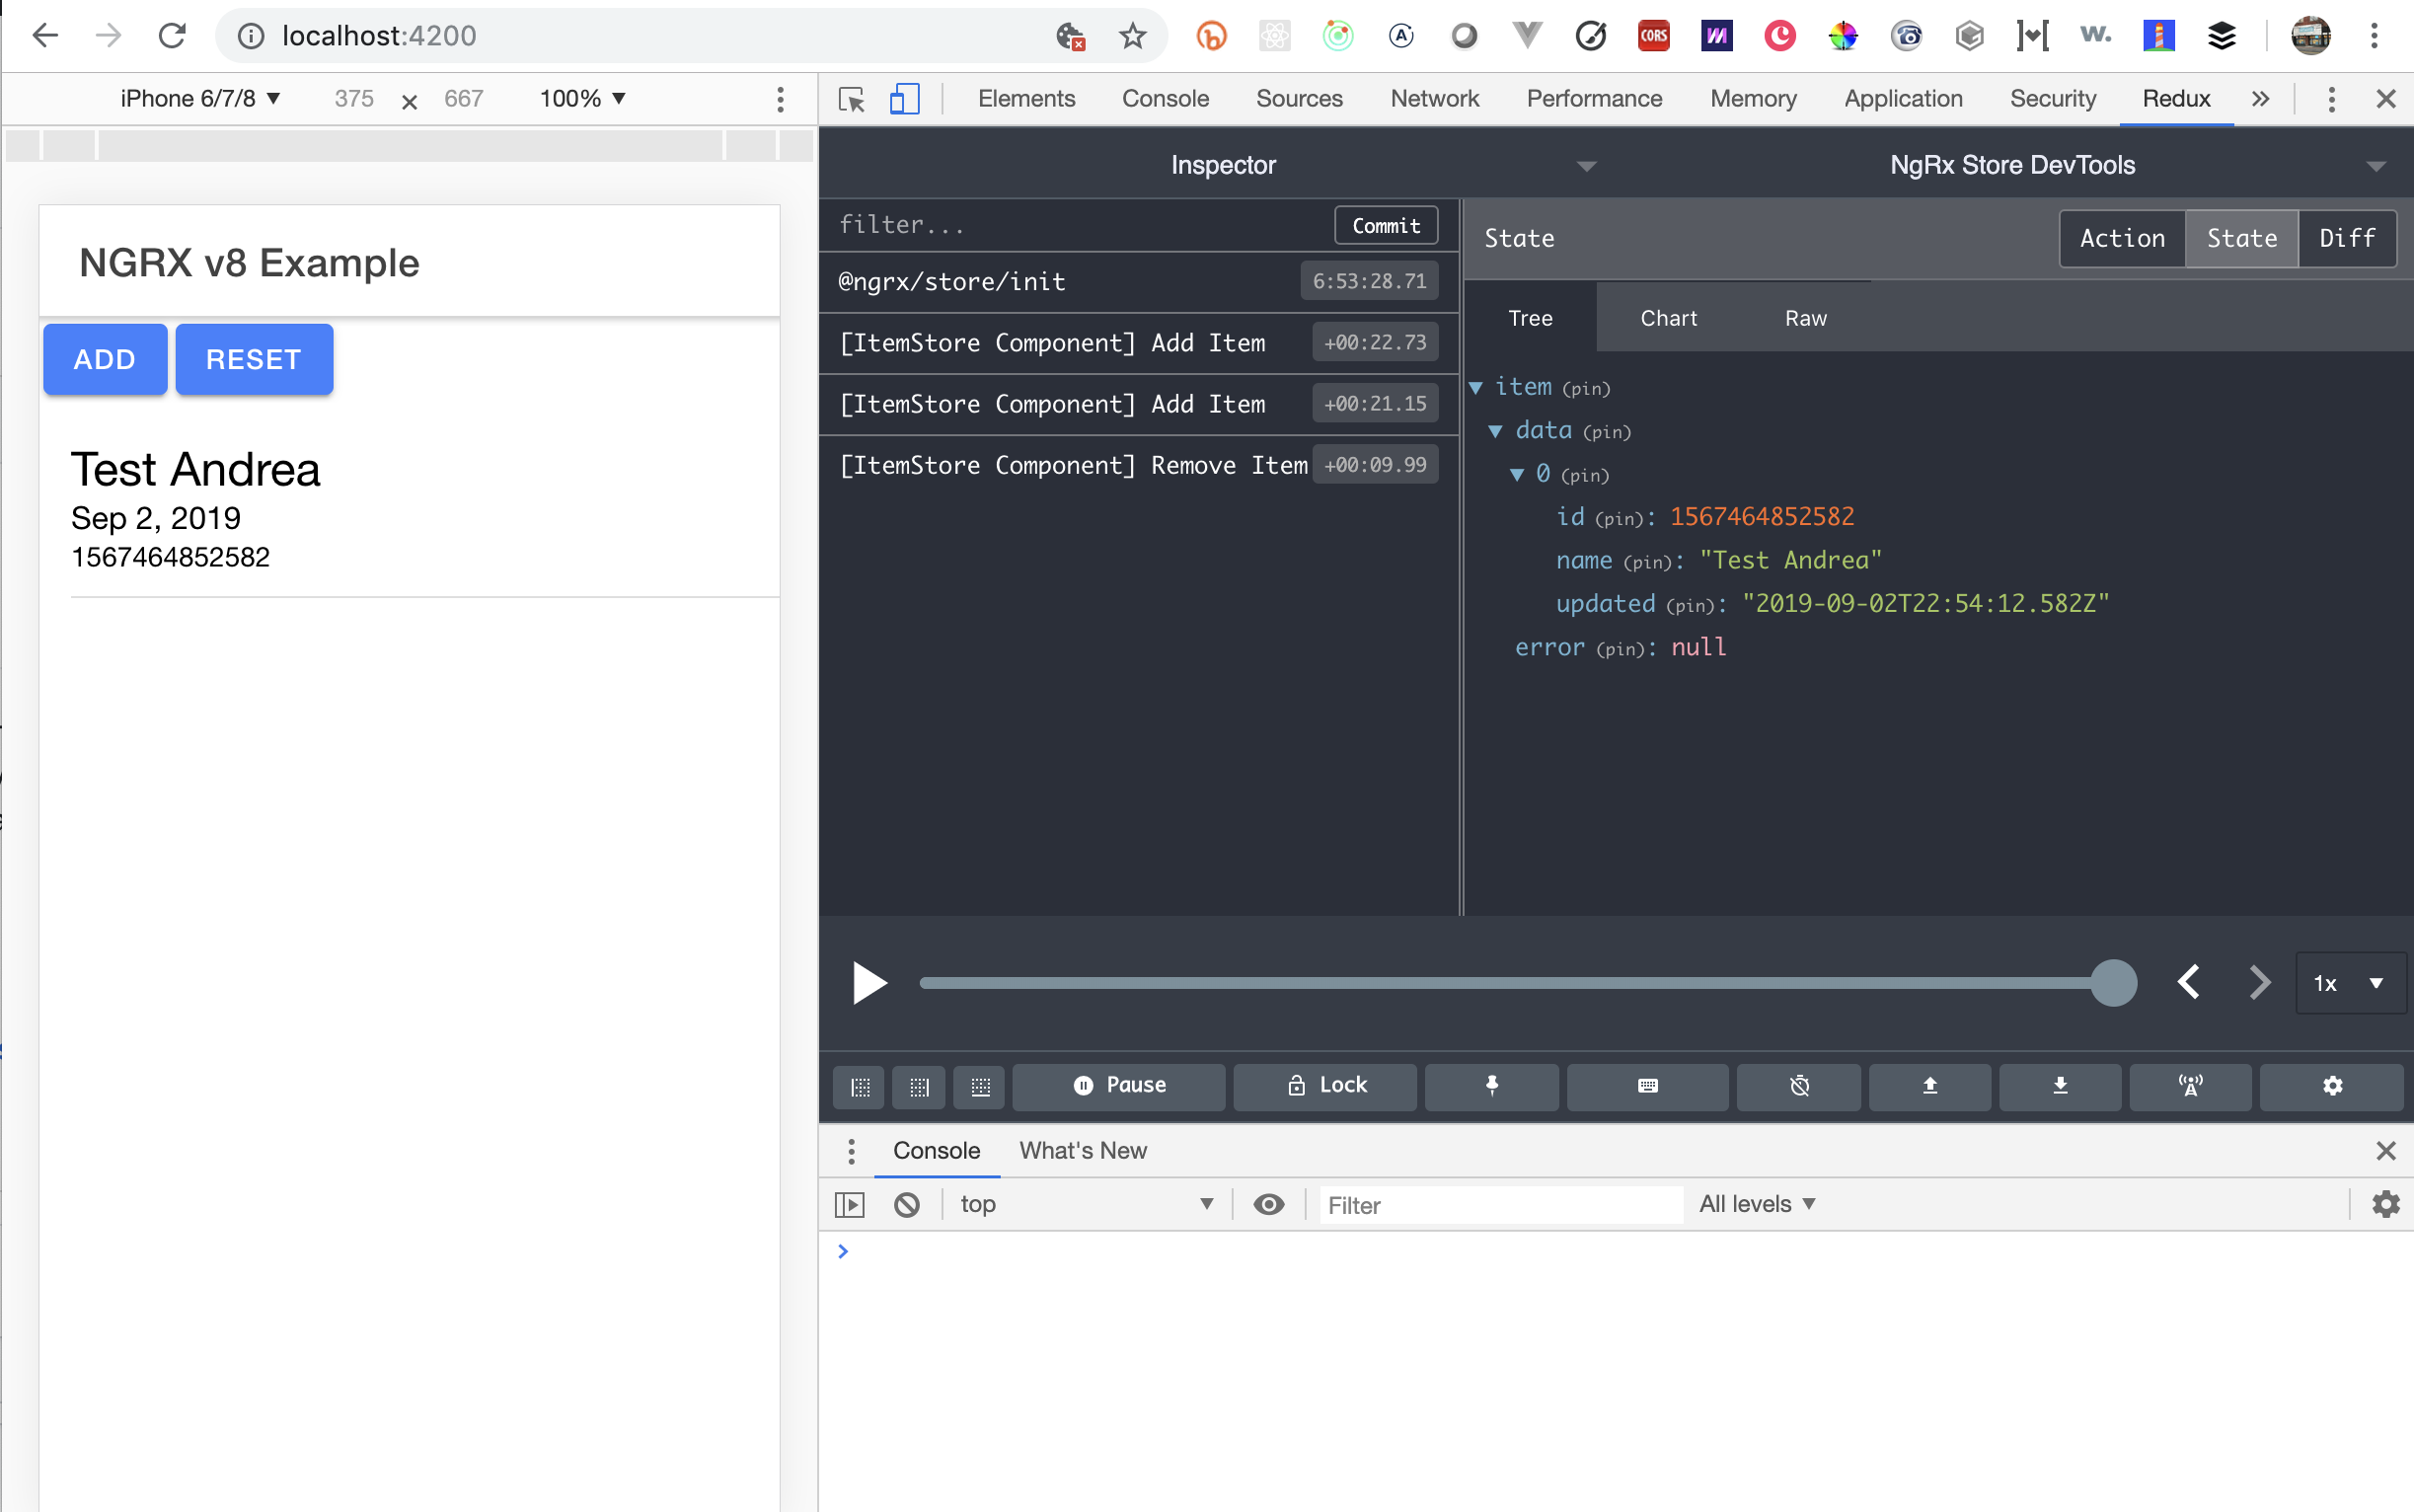 localhost:4200
CORS
iPhone 6/7/8 ▼ 375 × 667 100% ▼
Elements Console Sources Network Performance Memory Application Security Redux
Inspector
NgRx Store DevTools
NGRX v8 Example
ADD RESET
Test Andrea
Sep 2, 2019
1567464852582
filter... Commit
@ngrx/store/init 6:53:28.71
[ItemStore Component] Add Item +00:22.73
[ItemStore Component] Add Item +00:21.15
[ItemStore Component] Remove Item +00:09.99
State Action State Diff
Tree Chart Raw
▼ item (pin)
▼ data (pin)
▼ 0 (pin)
id (pin): 1567464852582
name (pin): "Test Andrea"
updated (pin): "2019-09-02T22:54:12.582Z"
error (pin): null
1x ▼
Pause Lock
Console What's New
top ▼ Filter All levels ▼